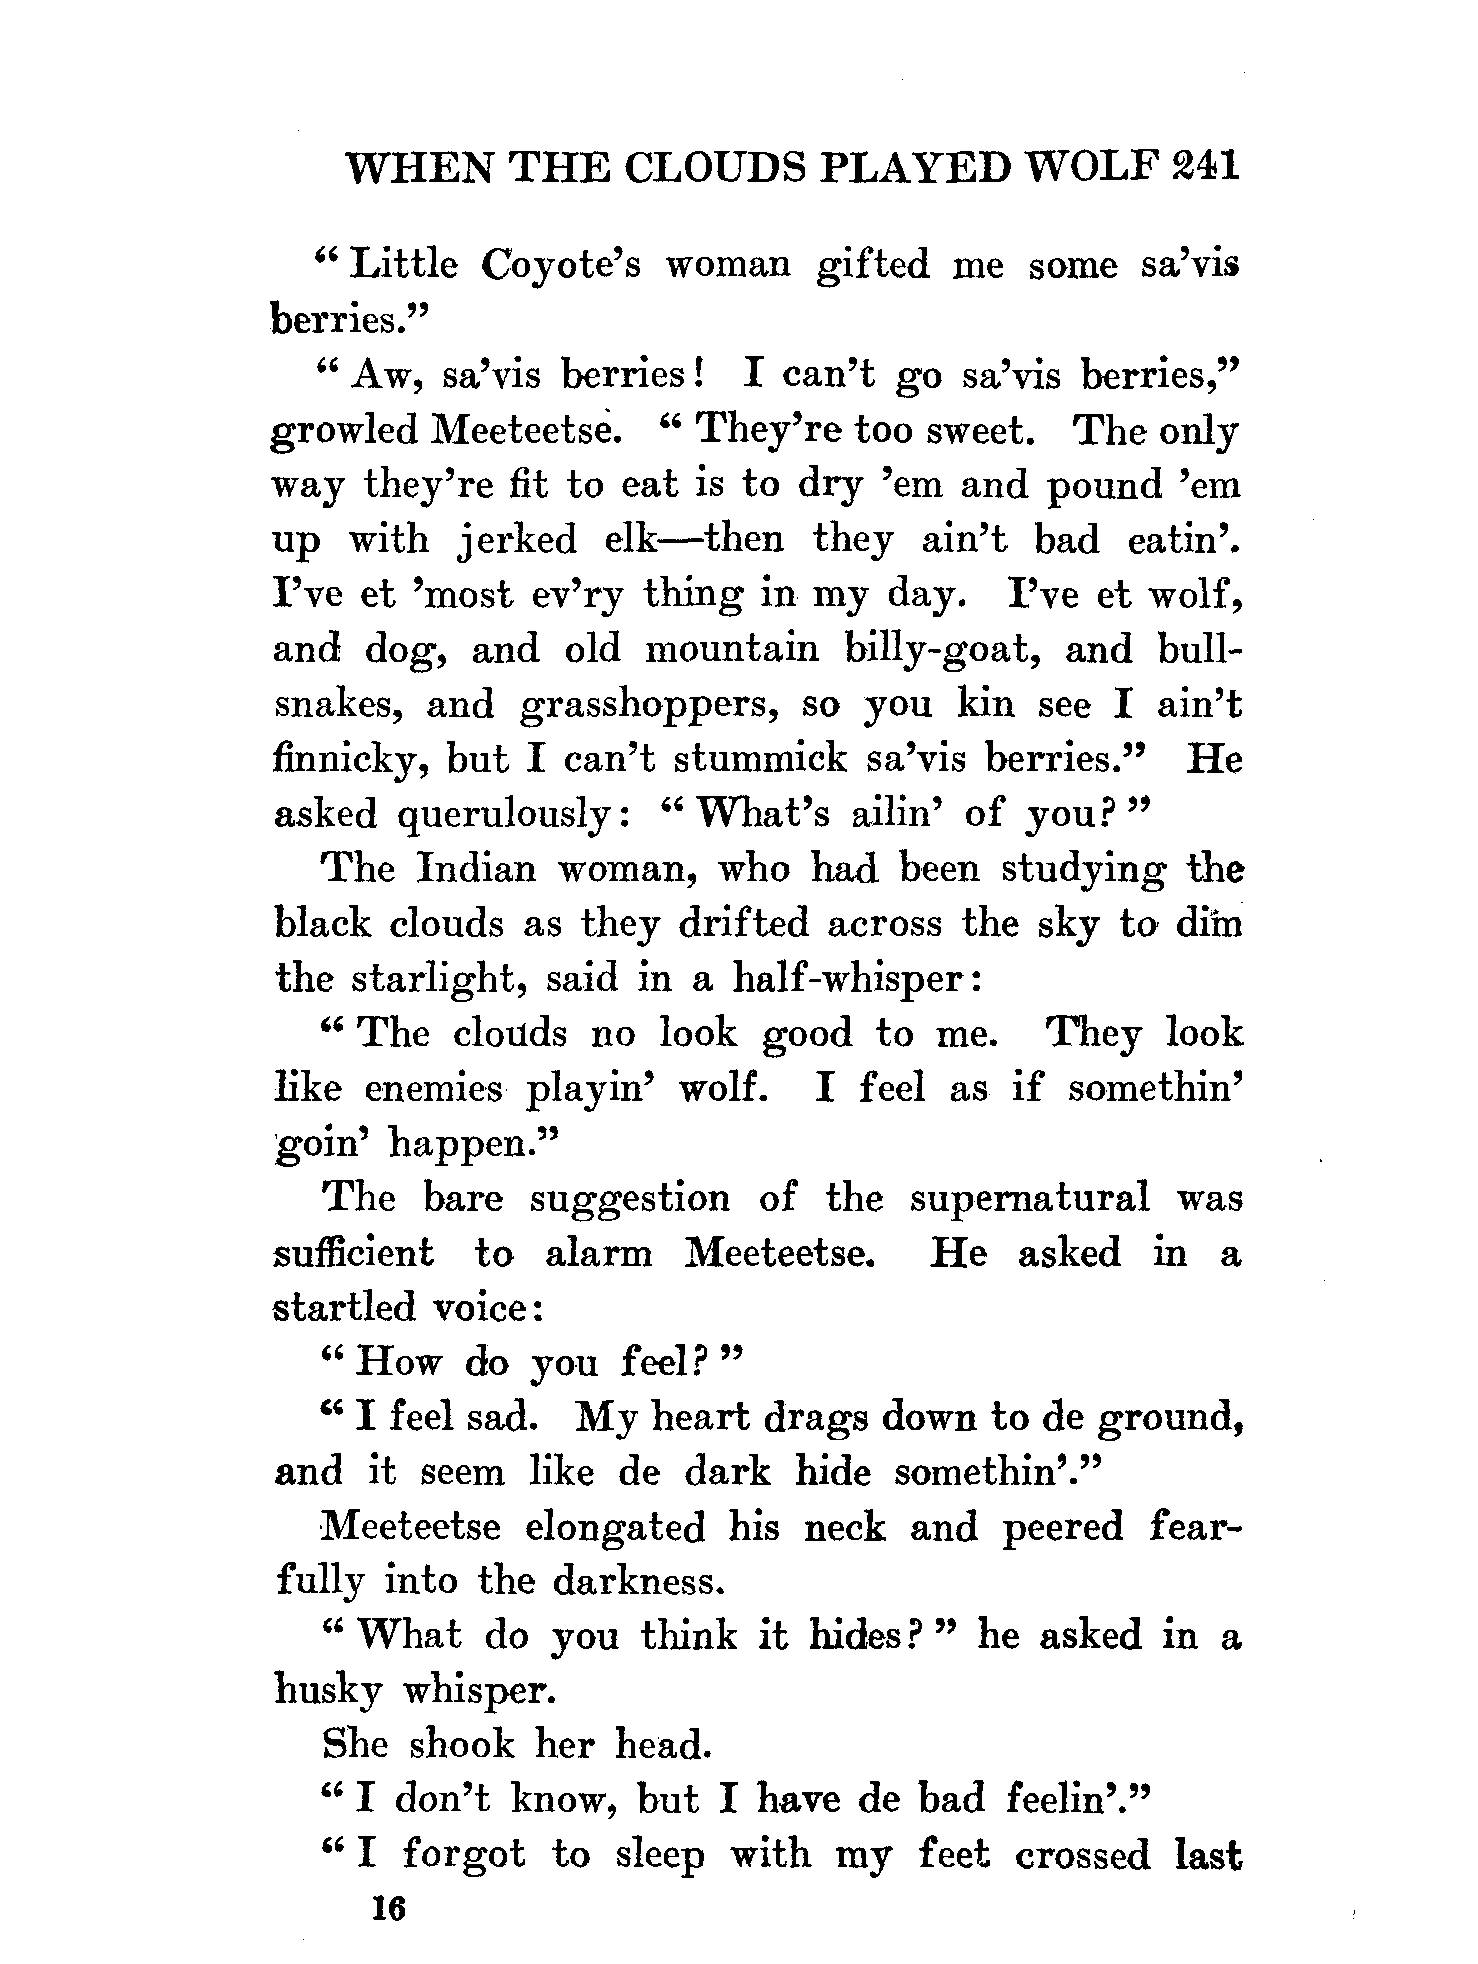 WHEN THE CLOUDS PLAYED WOLF 241
“ Little Coyote’s woman gifted me some sa’vis
berries.”
“ Aw, sa’vis berries! I can’t go sa’vis berries,”
growled Meeteetse. “ They’re too sweet. The only
way they’re fit to eat is to dry ’em and pound ’em
up with jerked elk—then they ain’t bad eatin’.
I’ve et ’most ev’ry thing in my day. I’ve et wolf,
and dog, and old mountain billy-goat, and bull-
snakes, and grasshoppers, so you kin see I ain’t
finnicky, but I can’t stummick sa’vis berries.” He
asked querulously: “ What’s ailin’ of you? ”
The Indian woman, who had been studying the
black clouds as they drifted across the sky to dim
the starlight, said in a half-whisper:
“ The clouds no look good to me. They look
like enemies playin’ wolf. I feel as if somethin’
goin’ happen.”
The bare suggestion of the supernatural was
sufficient to alarm Meeteetse. He asked in a
startled voice:
“ How do you feel? ”
“ I feel sad. My heart drags down to de ground,
and it seem like de dark hide somethin’.”
Meeteetse elongated his neck and peered fear-
fully into the darkness.
“ What do you think it hides? ” he asked in a
husky whisper.
She shook her head.
“ I don’t know, but I have de bad feelin’.”
“ I forgot to sleep with my feet crossed last
16